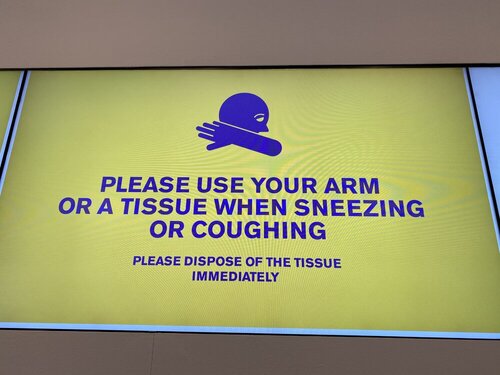 PLEASE USE YOUR ARM
OR A TISSUE WHEN SNEEZING
OR COUGHING
PLEASE DISPOSE OF THE TISSUE
IMMEDIATELY